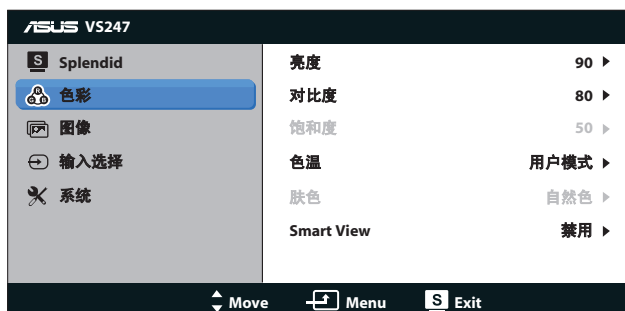 ASUS VS247
S Splendid
色彩
图像
输入选择
系统
亮度 90
对比度 80
饱和度 50
色温 用户模式
肤色 自然色
Smart View 禁用
Move Menu S Exit